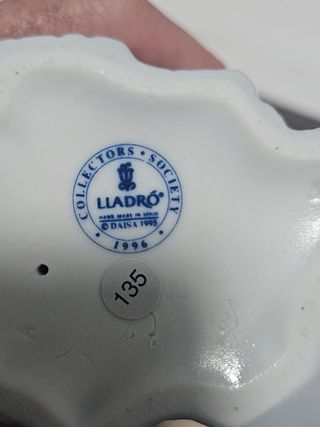 COLLECTORS • SOCIETY
LLADRÓ®
HAND MADE IN SPAIN
© DAISA 1995
• 1996 •
135